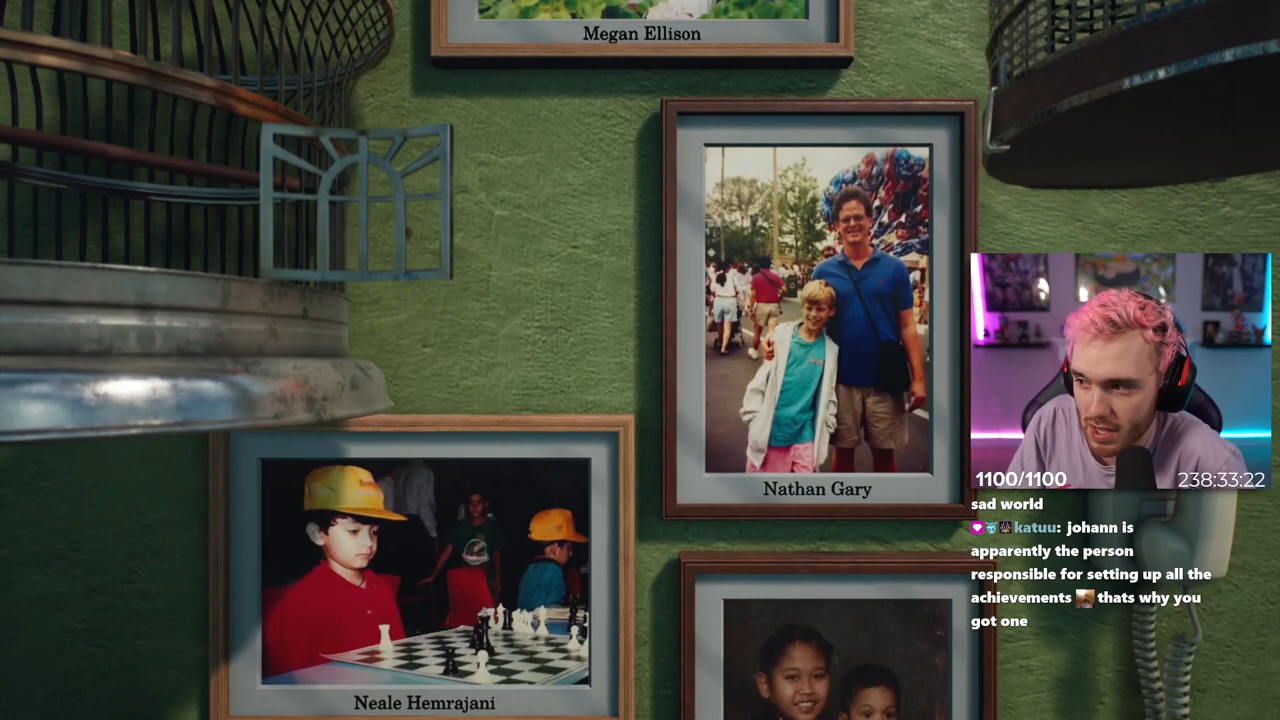 Megan Ellison
Nathan Gary
Neale Hemrajani
1100/1100
238:33:22
sad world
katuu: johann is
apparently the person
responsible for setting up all the
achievements thats why you
got one